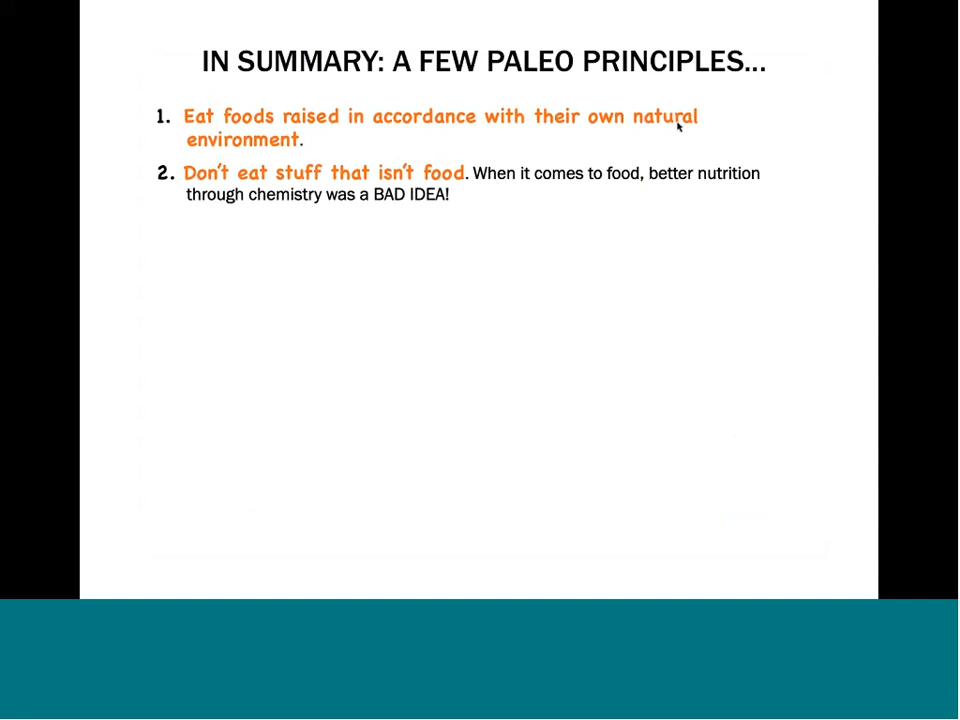 IN SUMMARY: A FEW PALEO PRINCIPLES...
1. Eat foods raised in accordance with their own natural
environment.
2. Don't eat stuff that isn't food. When it comes to food, better nutrition
through chemistry was a BAD IDEA!